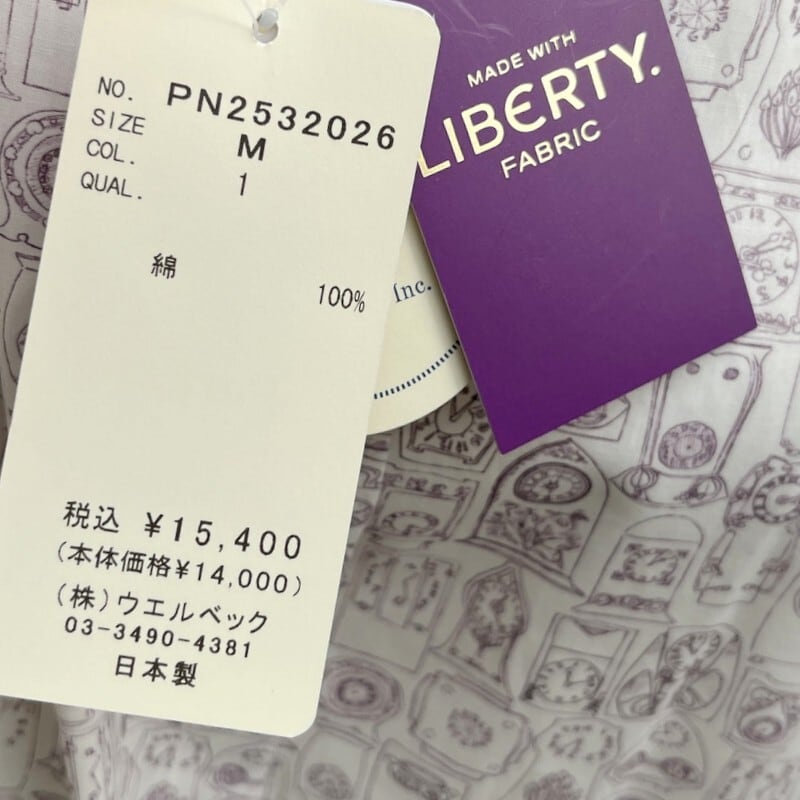 NO. PN2532026
SIZE M
COL. 1
QUAL.
綿
100%
税込 ¥15,400
(本体価格¥14,000)
(株)ウエルベック
03-3490-4381
日本製
MADE WITH
LIBERTY.
FABRIC
Inc.